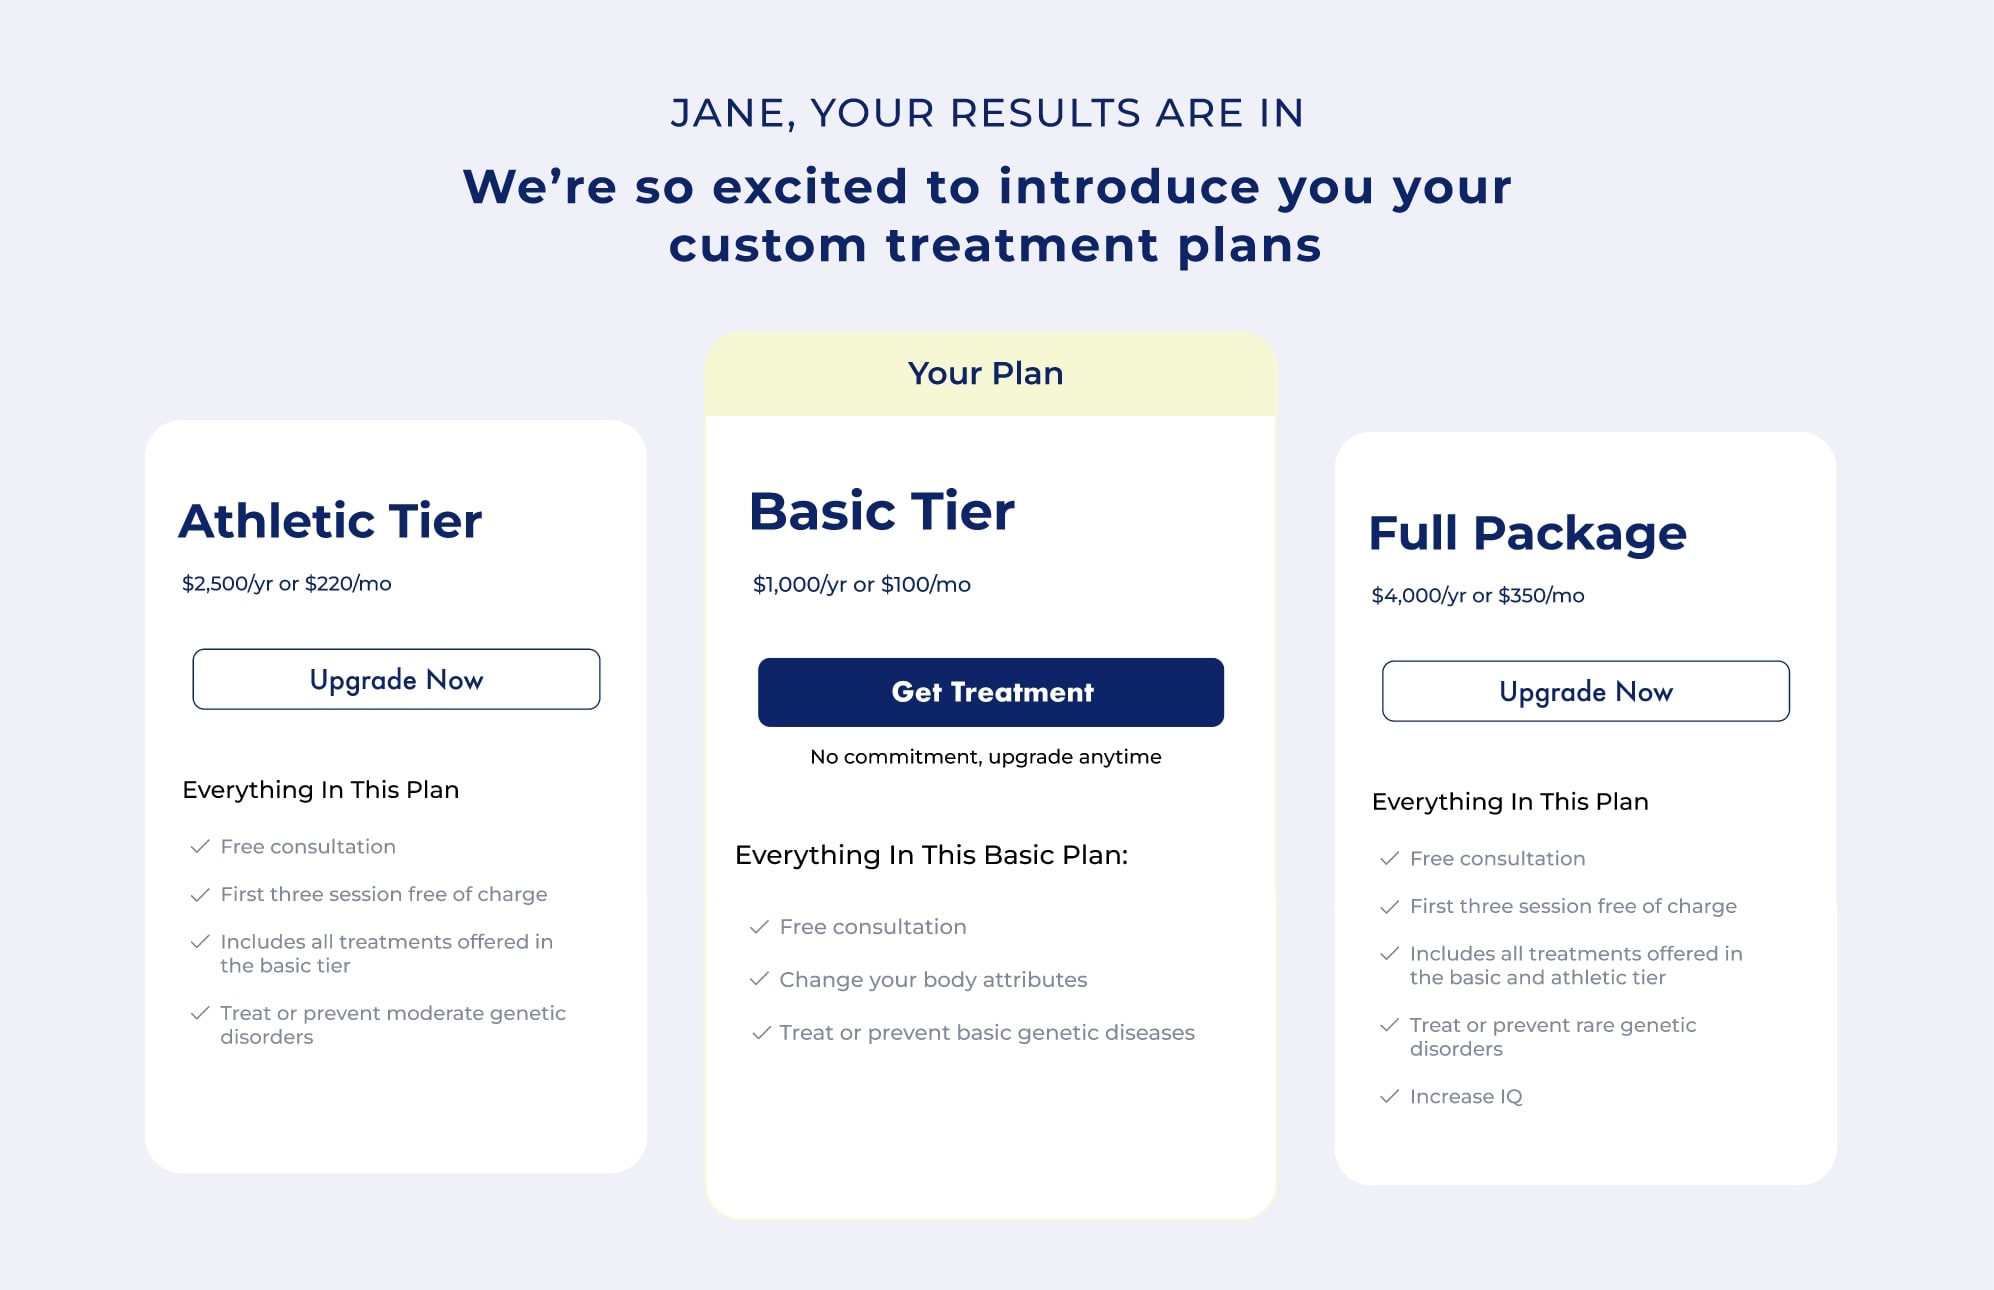 JANE, YOUR RESULTS ARE IN
We’re so excited to introduce you your
custom treatment plans
Athletic Tier
$2,500/yr or $220/mo
Upgrade Now
Everything In This Plan
Free consultation
First three session free of charge
Includes all treatments offered in
the basic tier
Treat or prevent moderate genetic
disorders
Your Plan
Basic Tier
$1,000/yr or $100/mo
Get Treatment
No commitment, upgrade anytime
Everything In This Basic Plan:
Free consultation
Change your body attributes
Treat or prevent basic genetic diseases
Full Package
$4,000/yr or $350/mo
Upgrade Now
Everything In This Plan
Free consultation
First three session free of charge
Includes all treatments offered in
the basic and athletic tier
Treat or prevent rare genetic
disorders
Increase IQ